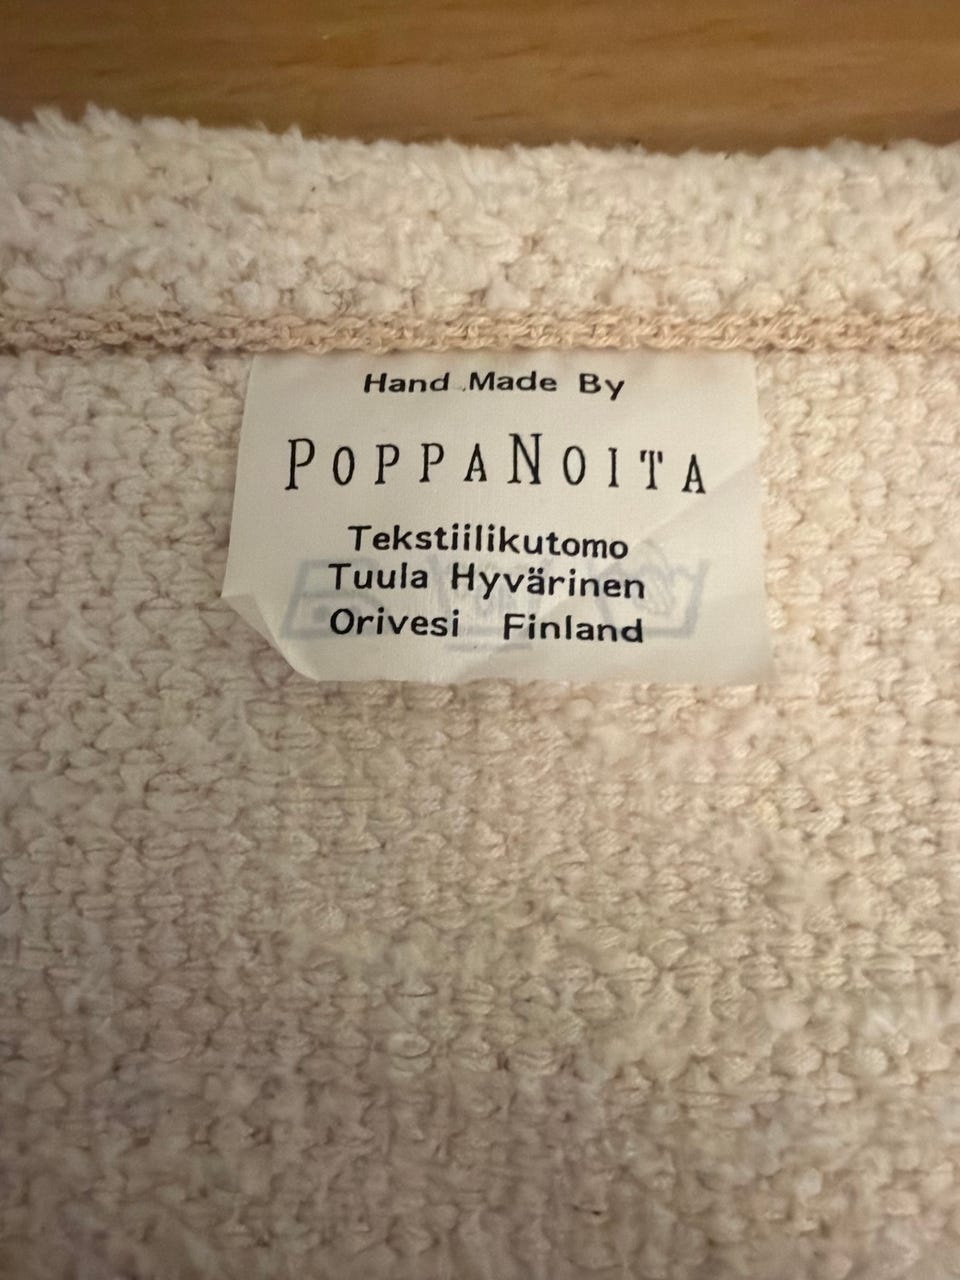 Hand Made By
POPPANOITA
Tekstiilikutomo
Tuula Hyvärinen
Orivesi Finland